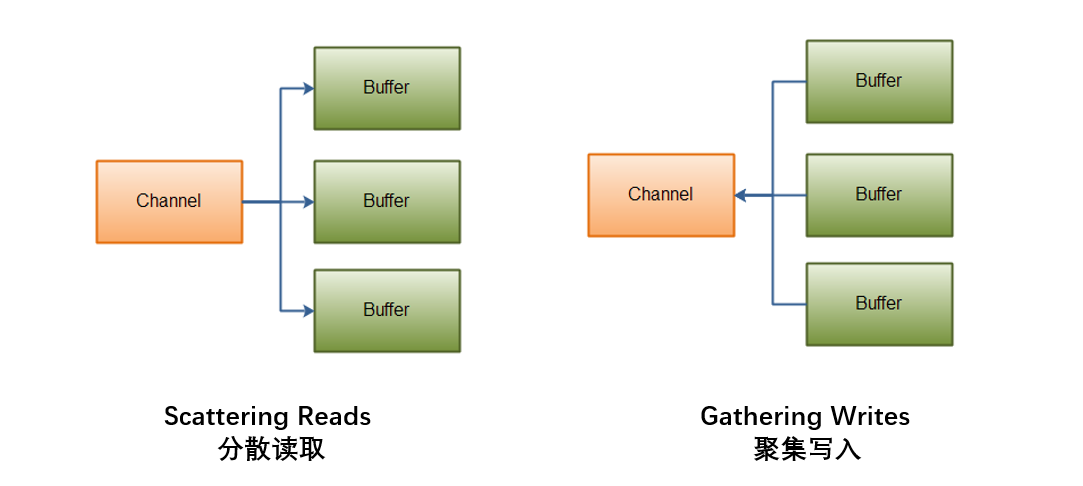 Buffer
Channel
Buffer
Buffer
Scattering Reads
分散读取
Buffer
Channel
Buffer
Buffer
Gathering Writes
聚集写入